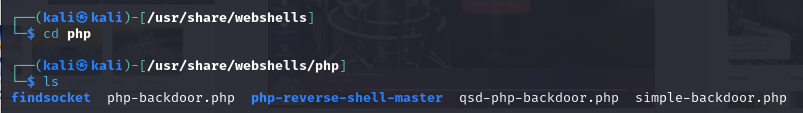 ┌──(kali㉿kali)-[/usr/share/webshells]
└─$ cd php
┌──(kali㉿kali)-[/usr/share/webshells/php]
└─$ ls
findsocket  php-backdoor.php  php-reverse-shell-master  qsd-php-backdoor.php  simple-backdoor.php